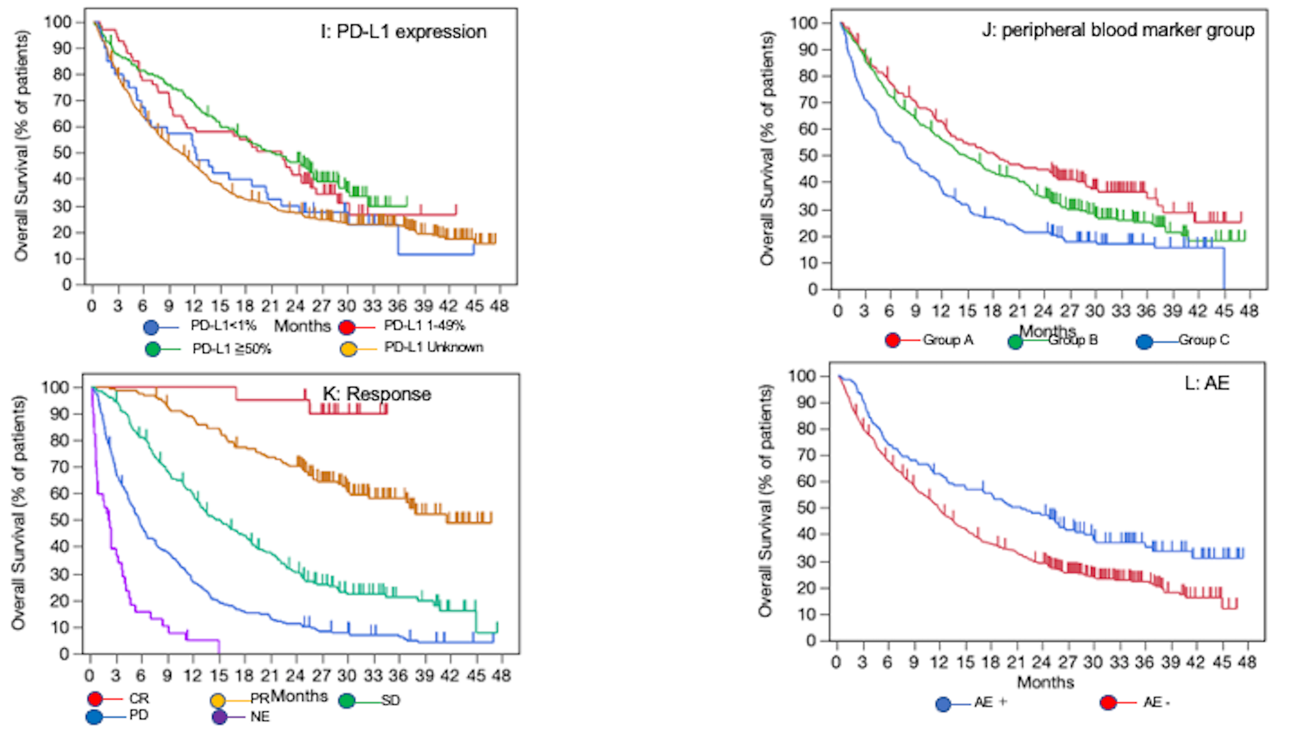 I: PD-L1 expression
Overall Survival (% of patients)
100
90
80
70
60
50
40
30
20
10
0
0 3 6 9 12 15 18 21 24 27 30 33 36 39 42 45 48
Months
PD-L1<1% PD-L1 1-49%
PD-L1 ≧50% PD-L1 Unknown
J: peripheral blood marker group
Overall Survival (% of patients)
100
90
80
70
60
50
40
30
20
10
0
0 3 6 9 12 15 18 21 24 27 30 33 36 39 42 45 48
Months
Group A Group B Group C
K: Response
Overall Survival (% of patients)
100
90
80
70
60
50
40
30
20
10
0
0 3 6 9 12 15 18 21 24 27 30 33 36 39 42 45 48
Months
CR PR SD
PD NE
L: AE
Overall Survival (% of patients)
100
90
80
70
60
50
40
30
20
10
0
0 3 6 9 12 15 18 21 24 27 30 33 36 39 42 45 48
Months
AE + AE -